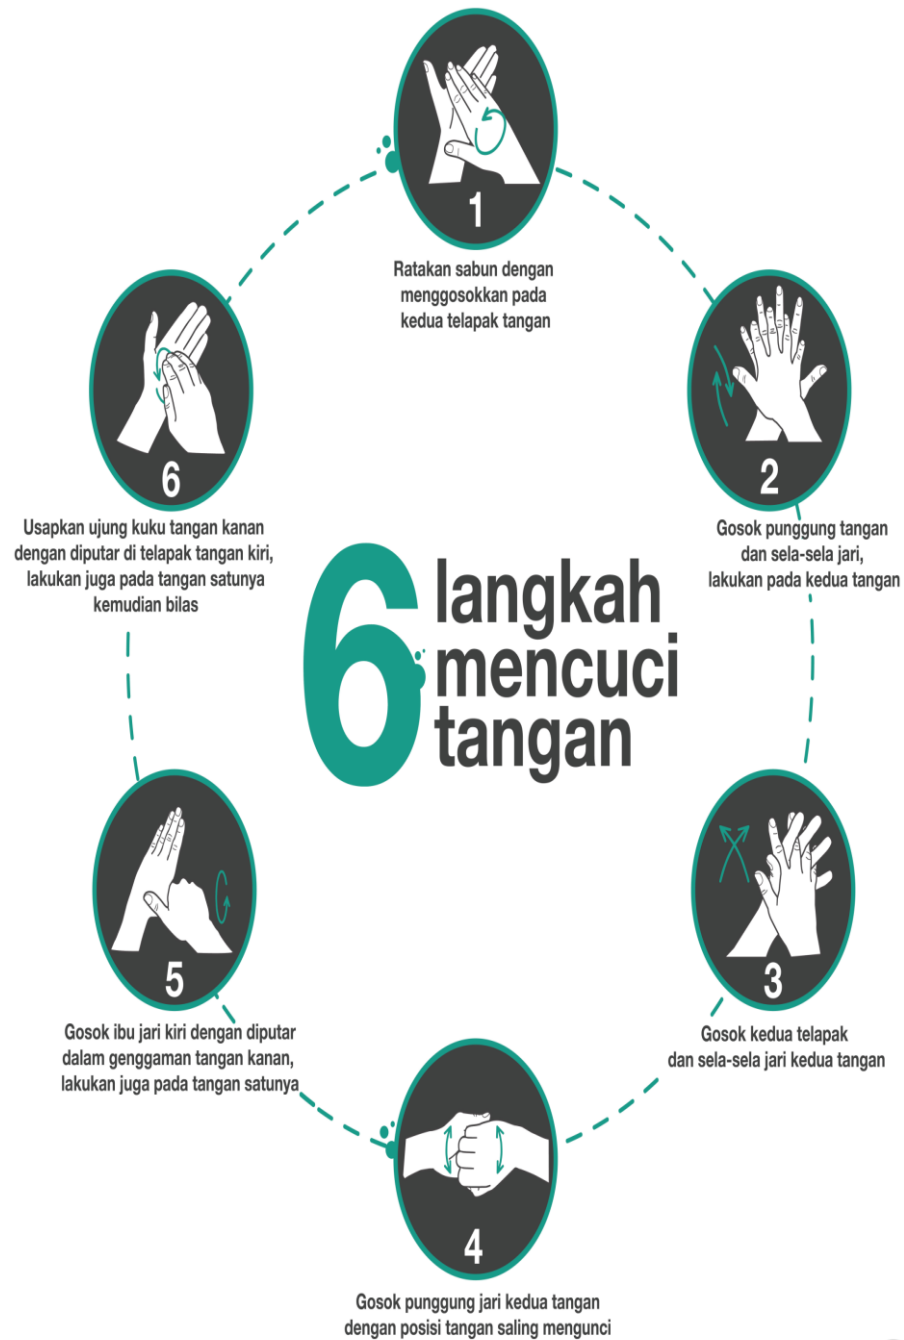 6 langkah
mencuci
tangan
1
Ratakan sabun dengan
menggosokkan pada
kedua telapak tangan
2
Gosok punggung tangan
dan sela-sela jari,
lakukan pada kedua tangan
3
Gosok kedua telapak
dan sela-sela jari kedua tangan
4
Gosok punggung jari kedua tangan
dengan posisi tangan saling mengunci
5
Gosok ibu jari kiri dengan diputar
dalam genggaman tangan kanan,
lakukan juga pada tangan satunya
6
Usapkan ujung kuku tangan kanan
dengan diputar di telapak tangan kiri,
lakukan juga pada tangan satunya
kemudian bilas